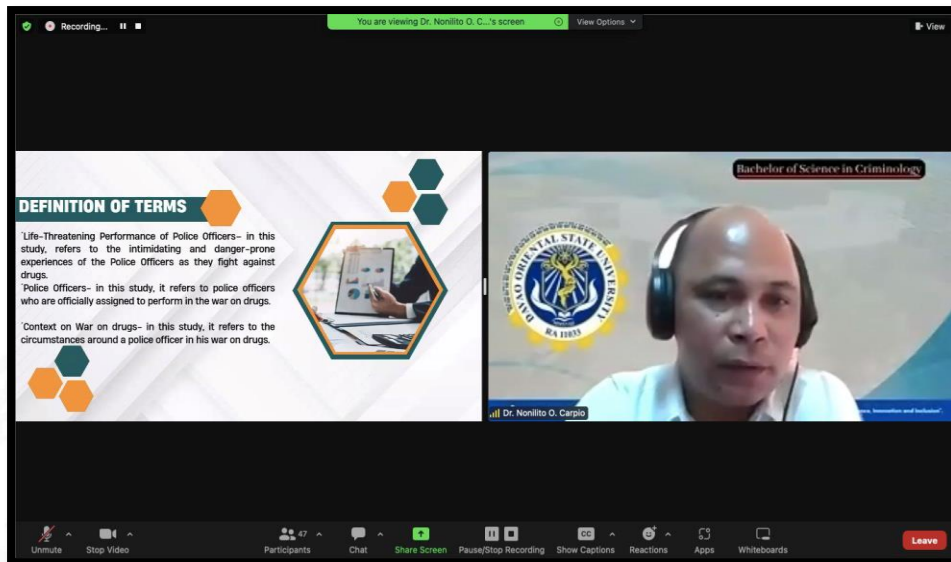 Recording...
You are viewing Dr. Nonilito O. C...'s screen
View Options
View
DEFINITION OF TERMS
`Life-Threatening Performance of Police Officers- in this
study, refers to the intimidating and danger-prone
experiences of the Police Officers as they fight against
drugs.
`Police Officers- in this study, it refers to police officers
who are officially assigned to perform in the war on drugs.
`Context on War on drugs- in this study, it refers to the
circumstances around a police officer in his war on drugs.
Bachelor of Science in Criminology
DAVAO ORIENTAL STATE UNIVERSITY
RA 11033
Dr. Nonilito O. Carpio
Innovation and Inclusion".
Unmute
Stop Video
47
Participants
Chat
Share Screen
Pause/Stop Recording
CC
Show Captions
Reactions
Apps
Whiteboards
Leave